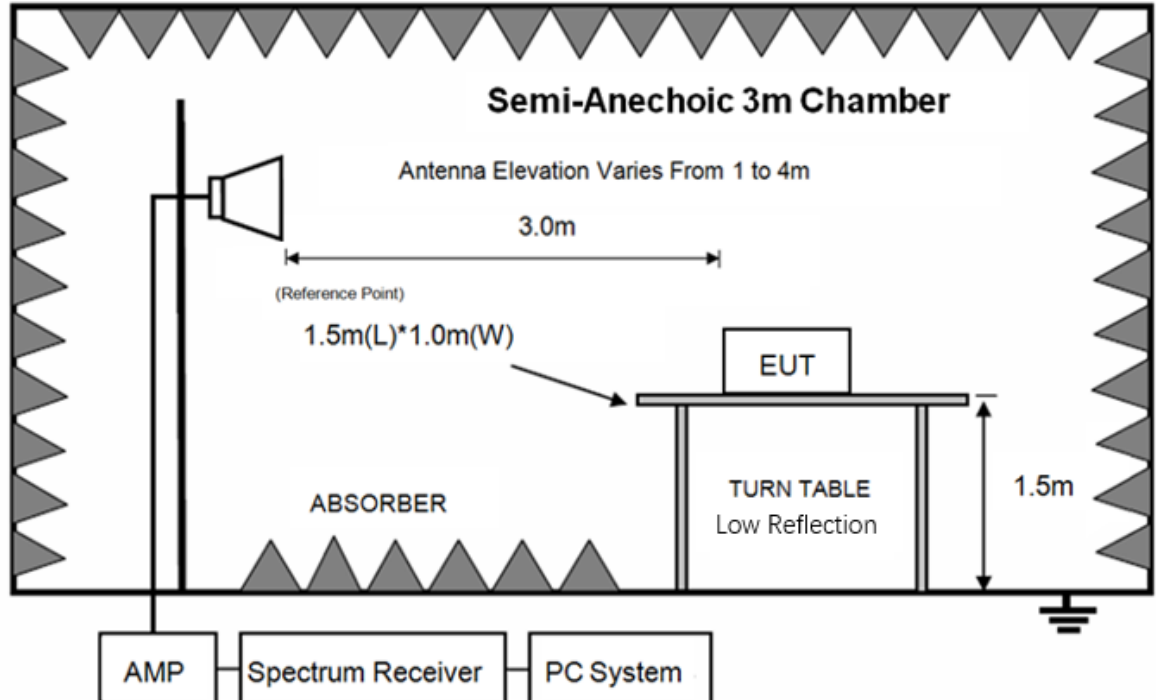 Semi-Anechoic 3m Chamber
Antenna Elevation Varies From 1 to 4m
3.0m
(Reference Point)
1.5m(L)*1.0m(W)
EUT
1.5m
ABSORBER
TURN TABLE
Low Reflection
AMP
Spectrum Receiver
PC System